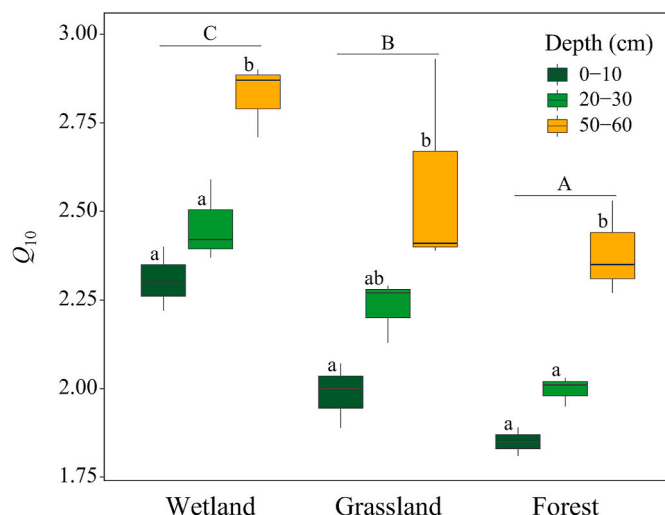 3.00
2.75
2.50
2.25
2.00
1.75
Q10
C
B
A
a
a
b
a
ab
b
a
a
b
Depth (cm)
0−10
20−30
50−60
Wetland
Grassland
Forest